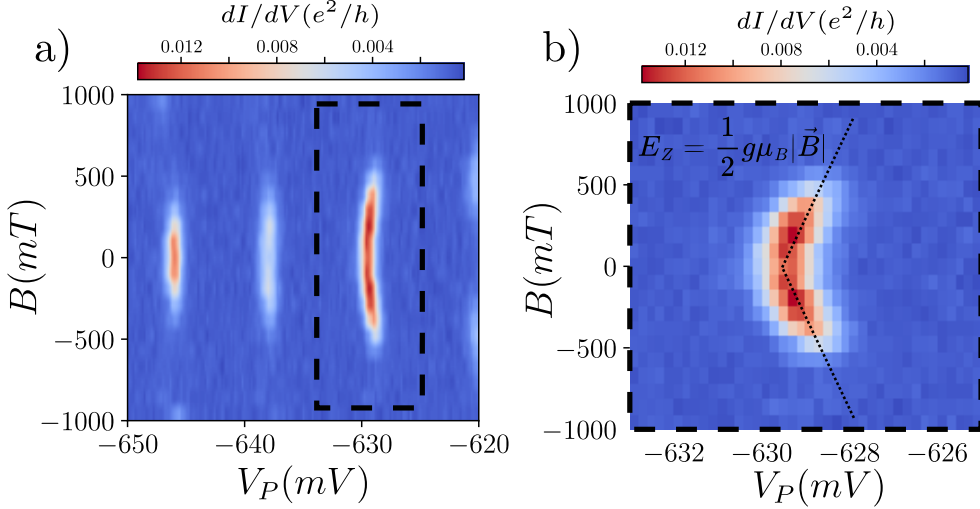 a)
dI/dV(e²/h)
0.012 0.008 0.004
B(mT)
1000
500
0
−500
−1000
−650 −640 −630 −620
V_P(mV)
b)
dI/dV(e²/h)
0.012 0.008 0.004
E_Z = 1/2 gμ_B|B⃗|
B(mT)
1000
500
0
−500
−1000
−632 −630 −628 −626
V_P(mV)